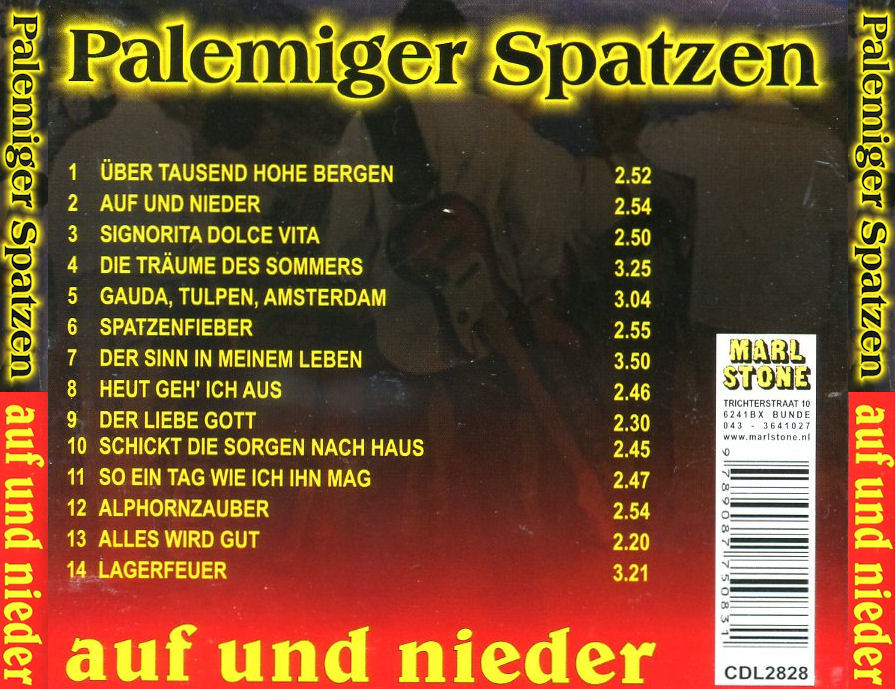 Palemiger Spatzen
auf und nieder
Palemiger Spatzen
1 ÜBER TAUSEND HOHE BERGEN 2.52
2 AUF UND NIEDER 2.54
3 SIGNORITA DOLCE VITA 2.50
4 DIE TRÄUME DES SOMMERS 3.25
5 GAUDA, TULPEN, AMSTERDAM 3.04
6 SPATZENFIEBER 2.55
7 DER SINN IN MEINEM LEBEN 3.50
8 HEUT GEH' ICH AUS 2.46
9 DER LIEBE GOTT 2.30
10 SCHICKT DIE SORGEN NACH HAUS 2.45
11 SO EIN TAG WIE ICH IHN MAG 2.47
12 ALPHORNZAUBER 2.54
13 ALLES WIRD GUT 2.20
14 LAGERFEUER 3.21
auf und nieder
MARL
STONE
TRICHTERSTRAAT 10
6241BX BUNDE
043 - 3641027
www.marlstone.nl
9 789087 750831
CDL2828
Palemiger Spatzen
auf und nieder